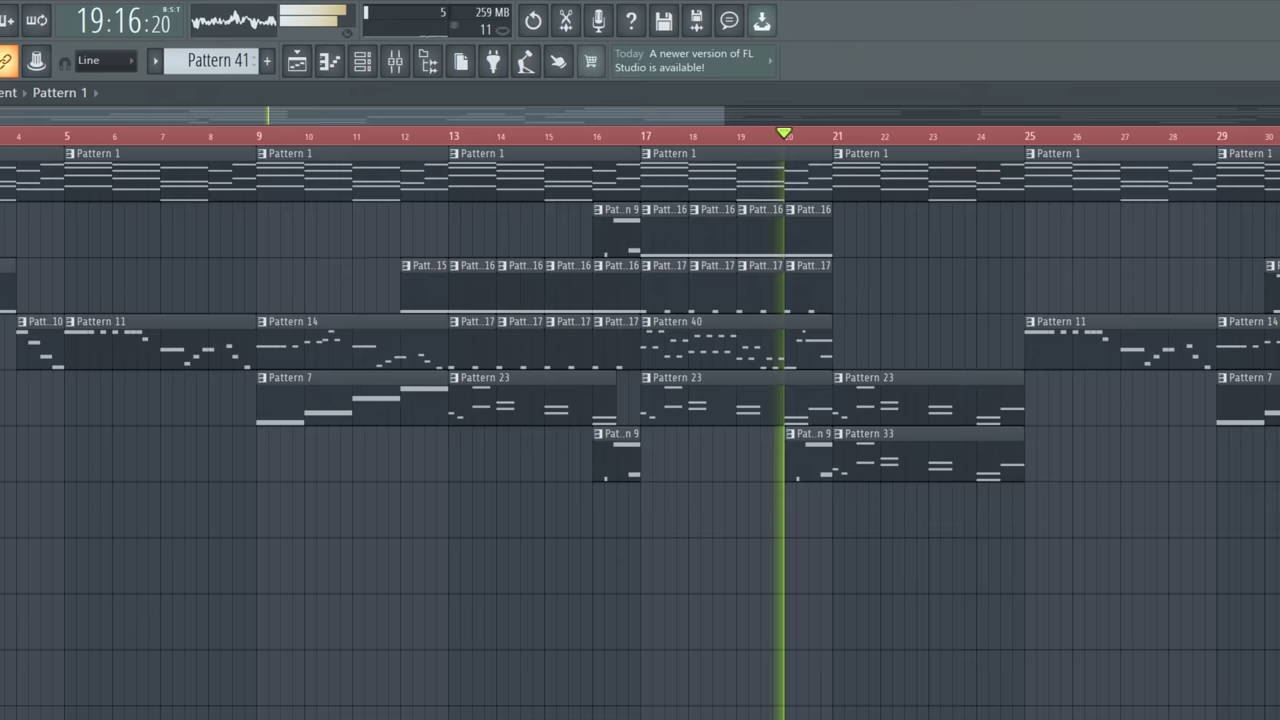 19:16:20 B:S:T
5 259 MB
11
Line Pattern 41 Today A newer version of FL
Studio is available!
ent Pattern 1
4 5 6 7 8 9 10 11 12 13 14 15 16 17 18 19 20 21 22 23 24 25 26 27 28 29 30
Pattern 1 Pattern 1 Pattern 1 Pattern 1 Pattern 1 Pattern 1 Pattern 1
Pat..n 9 Patt..16 Patt..16 Patt..16 Patt..16
Patt..15 Patt..16 Patt..16 Patt..16 Patt..16 Patt..17 Patt..17 Patt..17 Patt..17
Patt..10 Pattern 11 Pattern 14 Patt..17 Patt..17 Patt..17 Patt..17 Pattern 40 Pattern 11 Pattern 14
Pattern 7 Pattern 23 Pattern 23 Pattern 23 Pattern 7
Pat..n 9 Pat..n 9 Pattern 33